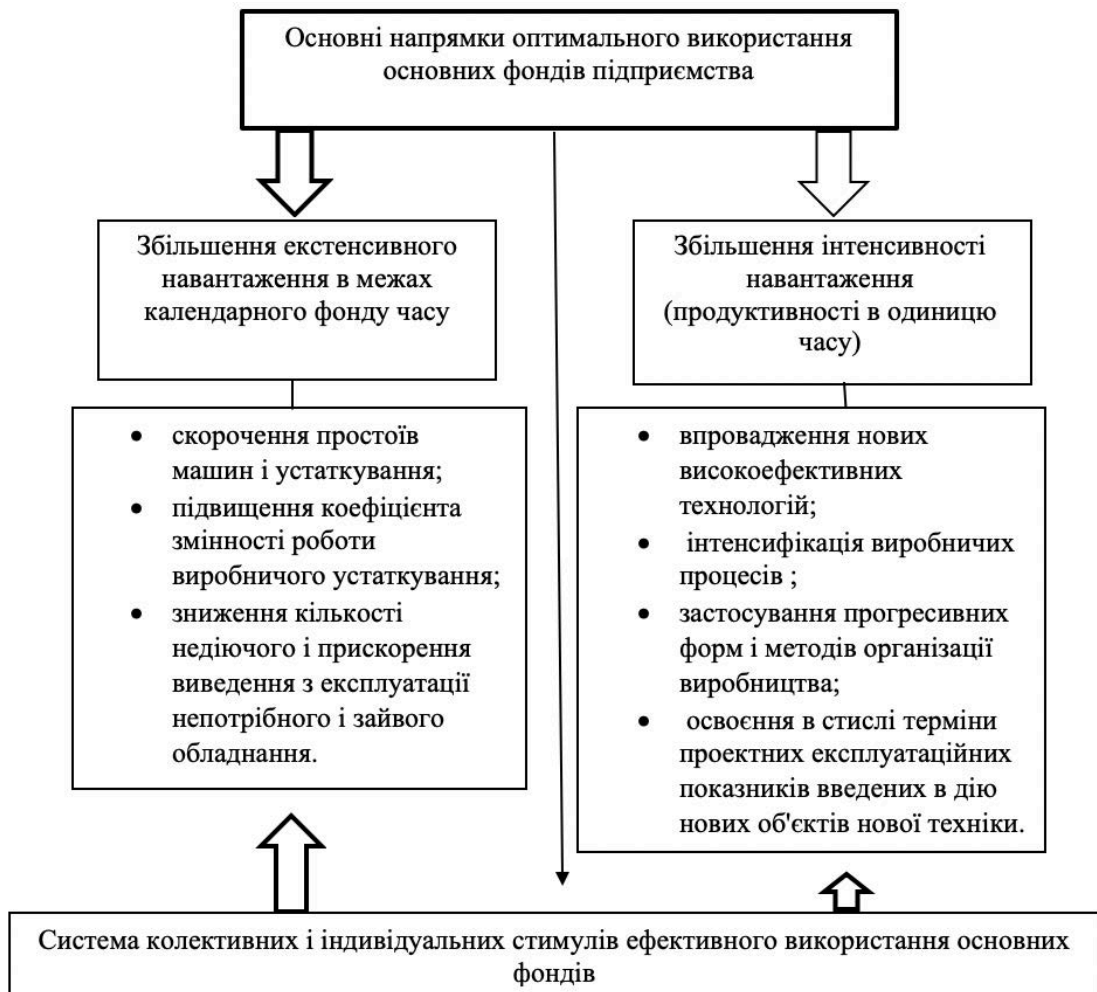 Основні напрямки оптимального використання
основних фондів підприємства
Збільшення екстенсивного
навантаження в межах
календарного фонду часу
Збільшення інтенсивності
навантаження
(продуктивності в одиницю
часу)
• скорочення простоїв
машин і устаткування;
• підвищення коефіцієнта
змінності роботи
виробничого устаткування;
• зниження кількості
недіючого і прискорення
виведення з експлуатації
непотрібного і зайвого
обладнання.
• впровадження нових
високоефективних
технологій;
• інтенсифікація виробничих
процесів ;
• застосування прогресивних
форм і методів організації
виробництва;
• освоєння в стислі терміни
проектних експлуатаційних
показників введених в дію
нових об'єктів нової техніки.
Система колективних і індивідуальних стимулів ефективного використання основних
фондів